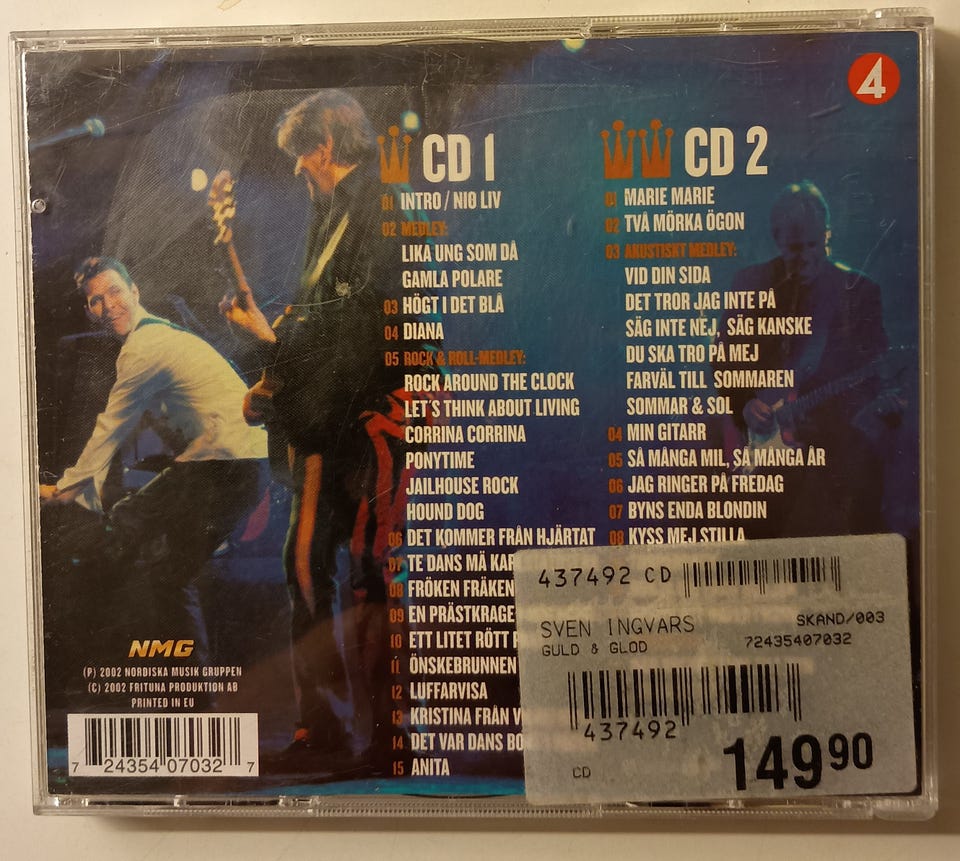 4
CD 1
01 INTRO / NIO LIV
02 MEDLEY:
LIKA UNG SOM DÅ
GAMLA POLARE
03 HÖGT I DET BLÅ
04 DIANA
05 ROCK & ROLL-MEDLEY:
ROCK AROUND THE CLOCK
LET'S THINK ABOUT LIVING
CORRINA CORRINA
PONYTIME
JAILHOUSE ROCK
HOUND DOG
06 DET KOMMER FRÅN HJÄRTAT
07 TE DANS MÄ KAR
08 FRÖKEN FRÄKEN
09 EN PRÄSTKRAGE
10 ETT LITET RÖTT
11 ÖNSKEBRUNNEN
12 LUFFARVISA
13 KRISTINA FRÅN V
14 DET VAR DANS BO
15 ANITA
CD 2
01 MARIE MARIE
02 TVÅ MÖRKA ÖGON
03 AKUSTISKT MEDLEY:
VID DIN SIDA
DET TROR JAG INTE PÅ
SÄG INTE NEJ, SÄG KANSKE
DU SKA TRO PÅ MEJ
FARVÄL TILL SOMMAREN
SOMMAR & SOL
04 MIN GITARR
05 SÅ MÅNGA MIL, SÅ MÅNGA ÅR
06 JAG RINGER PÅ FREDAG
07 BYNS ENDA BLONDIN
08 KYSS MEJ STILLA
NMG
(P) 2002 NORDISKA MUSIK GRUPPEN
(C) 2002 FRITUNA PRODUKTION AB
PRINTED IN EU
7 24354 07032 7
437492 CD
SVEN INGVARS SKAND/003
GULD & GLOD 72435407032
437492
CD 149 90